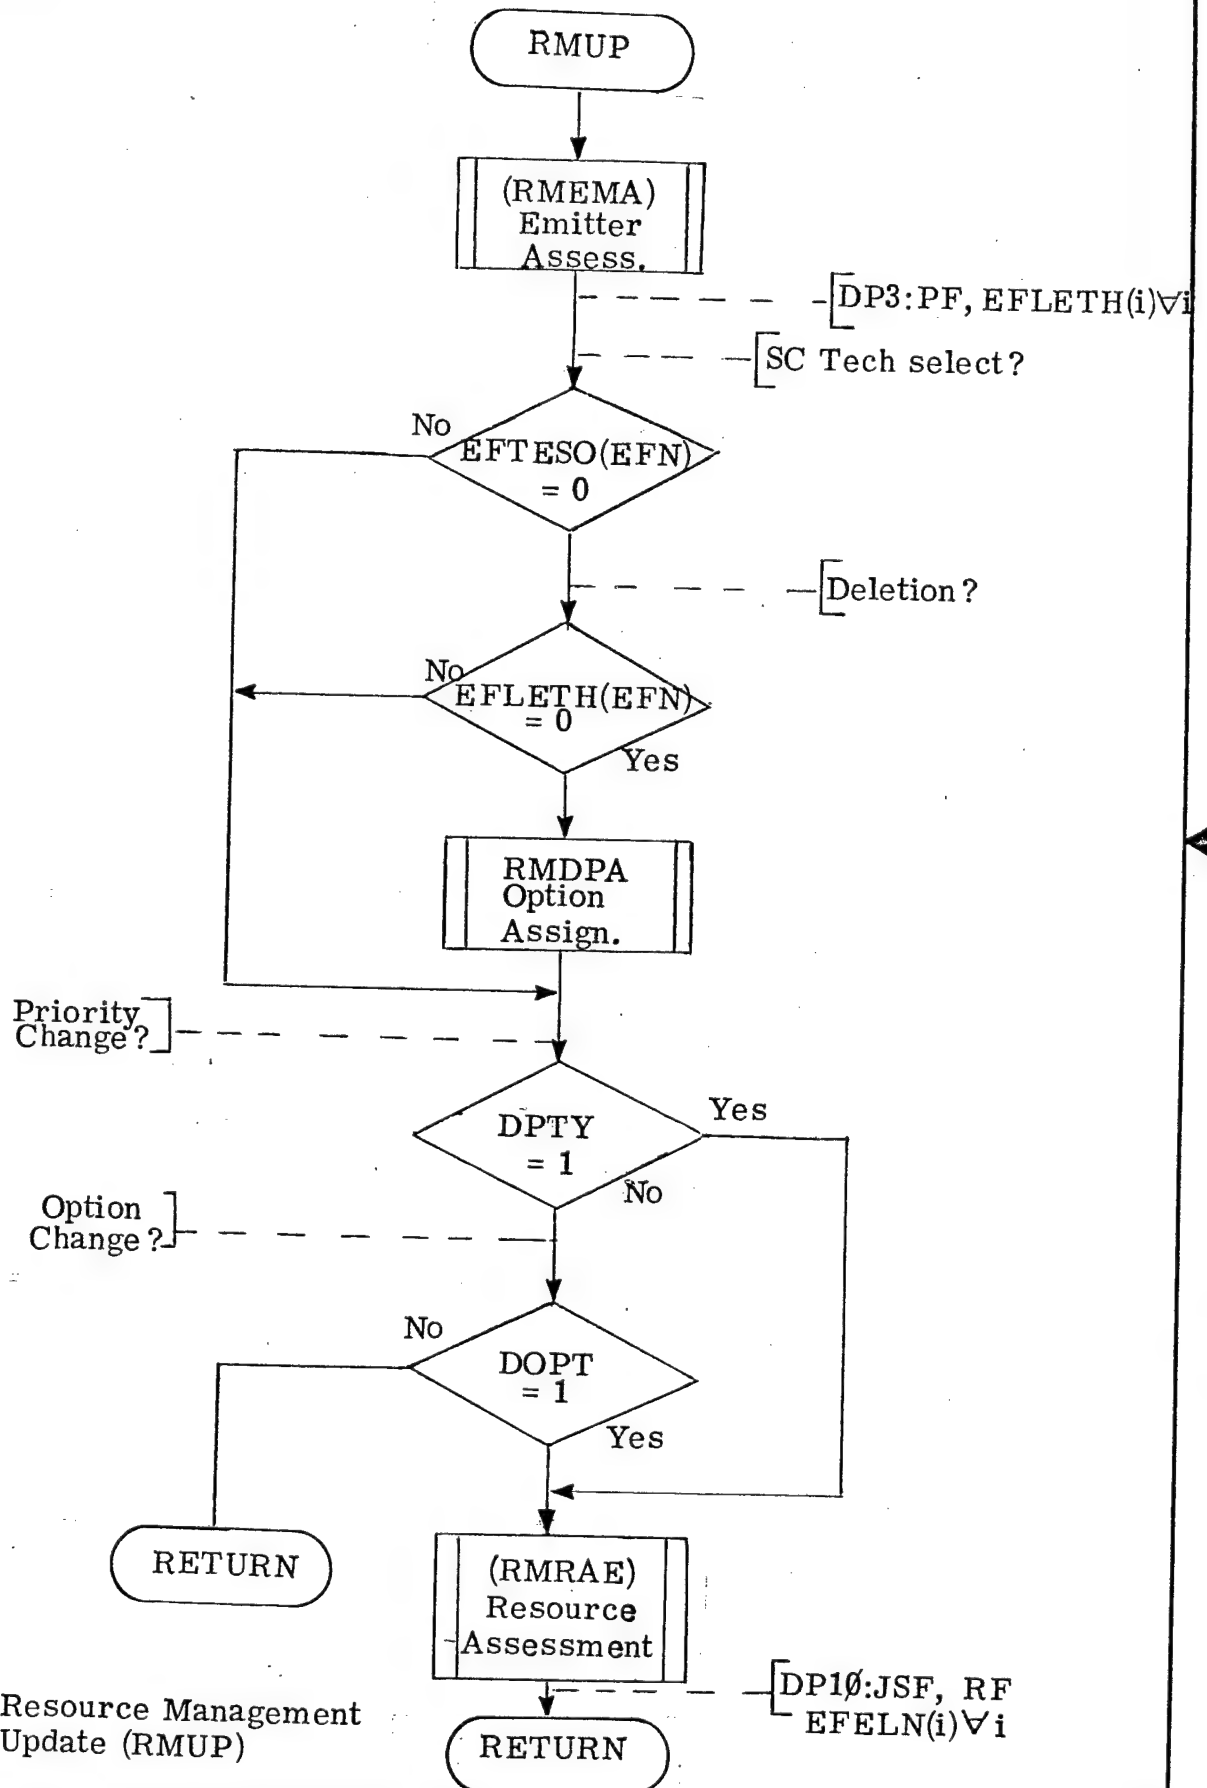 RMUP
(RMEMA)
Emitter
Assess.
DP3:PF, EFLETH(i)∀i
SC Tech select?
No
EFTESO(EFN)
= 0
Deletion?
No
EFLETH(EFN)
= 0
Yes
RMDPA
Option
Assign.
Priority
Change?
DPTY
= 1
Yes
No
Option
Change?
No
DOPT
= 1
Yes
RETURN
(RMRAE)
Resource
Assessment
DP1Ø:JSF, RF
EFELN(i)∀i
Resource Management
Update (RMUP)
RETURN